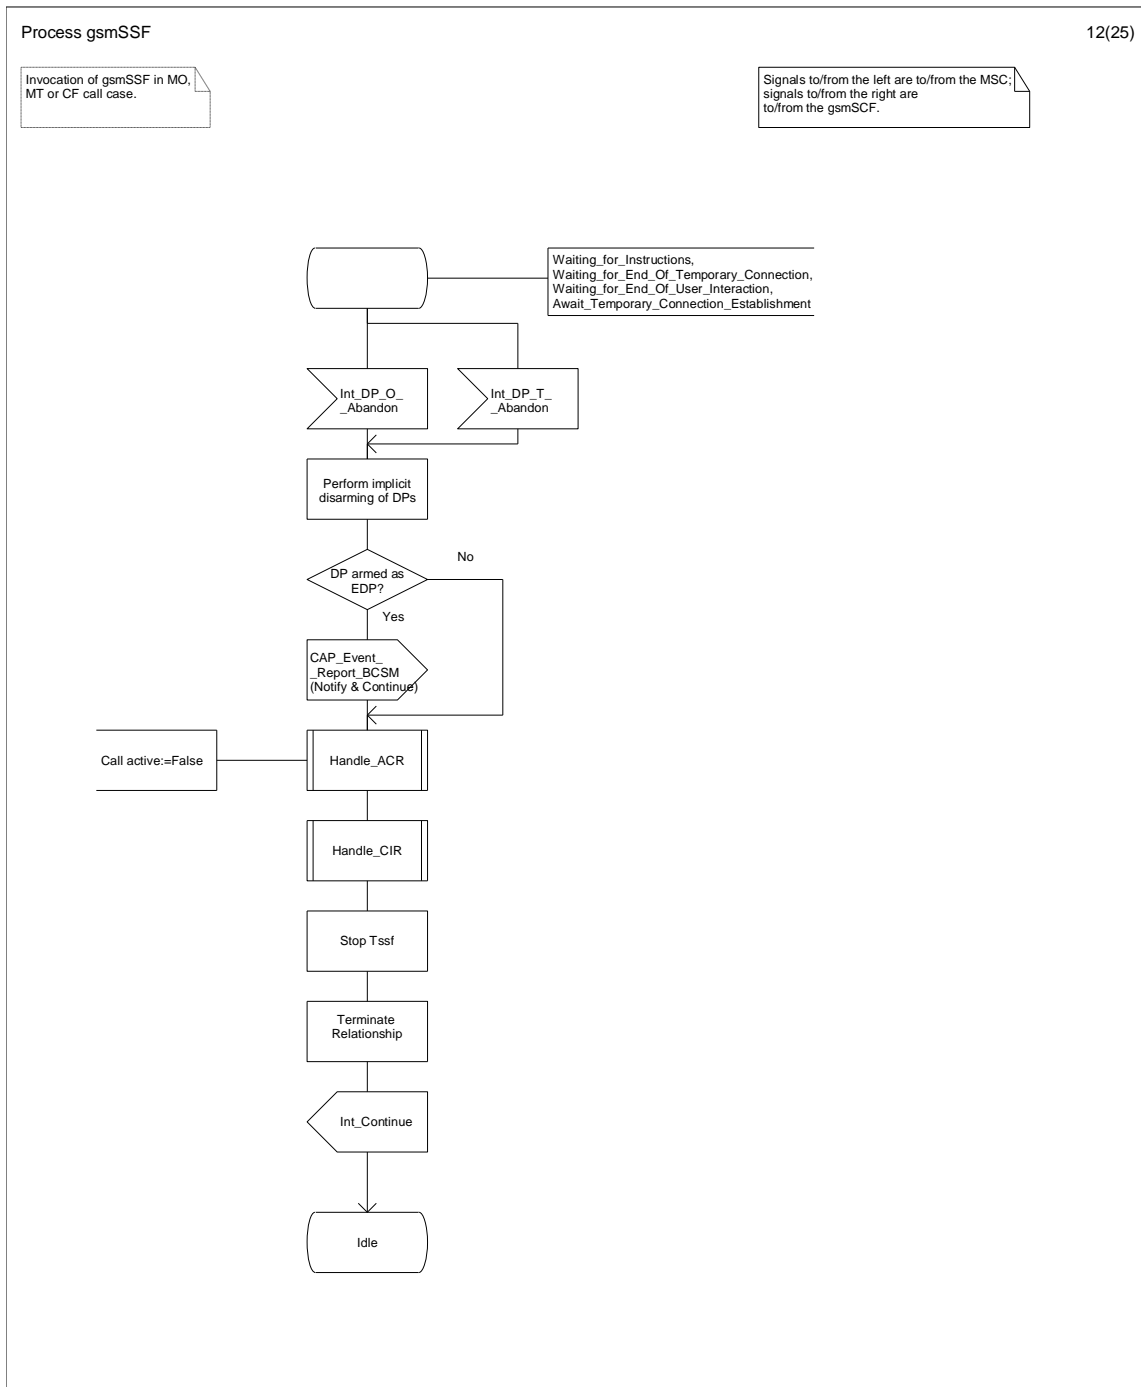 Process gsmSSF
12(25)
Invocation of gsmSSF in MO,
MT or CF call case.
Signals to/from the left are to/from the MSC;
signals to/from the right are
to/from the gsmSCF.
Waiting_for_Instructions,
Waiting_for_End_Of_Temporary_Connection,
Waiting_for_End_Of_User_Interaction,
Await_Temporary_Connection_Establishment
Int_DP_O_
_Abandon
Int_DP_T_
_Abandon
Perform implicit
disarming of DPs
DP armed as
EDP?
No
Yes
CAP_Event_
_Report_BCSM
(Notify & Continue)
Call active:=False
Handle_ACR
Handle_CIR
Stop Tssf
Terminate
Relationship
Int_Continue
Idle